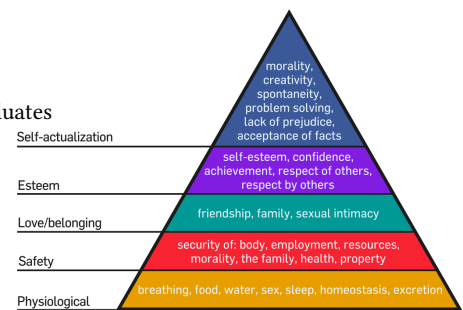 morality,
creativity,
spontaneity,
problem solving,
lack of prejudice,
acceptance of facts
Self-actualization
self-esteem, confidence,
achievement, respect of others,
respect by others
Esteem
friendship, family, sexual intimacy
Love/belonging
security of: body, employment, resources,
morality, the family, health, property
Safety
breathing, food, water, sex, sleep, homeostasis, excretion
Physiological